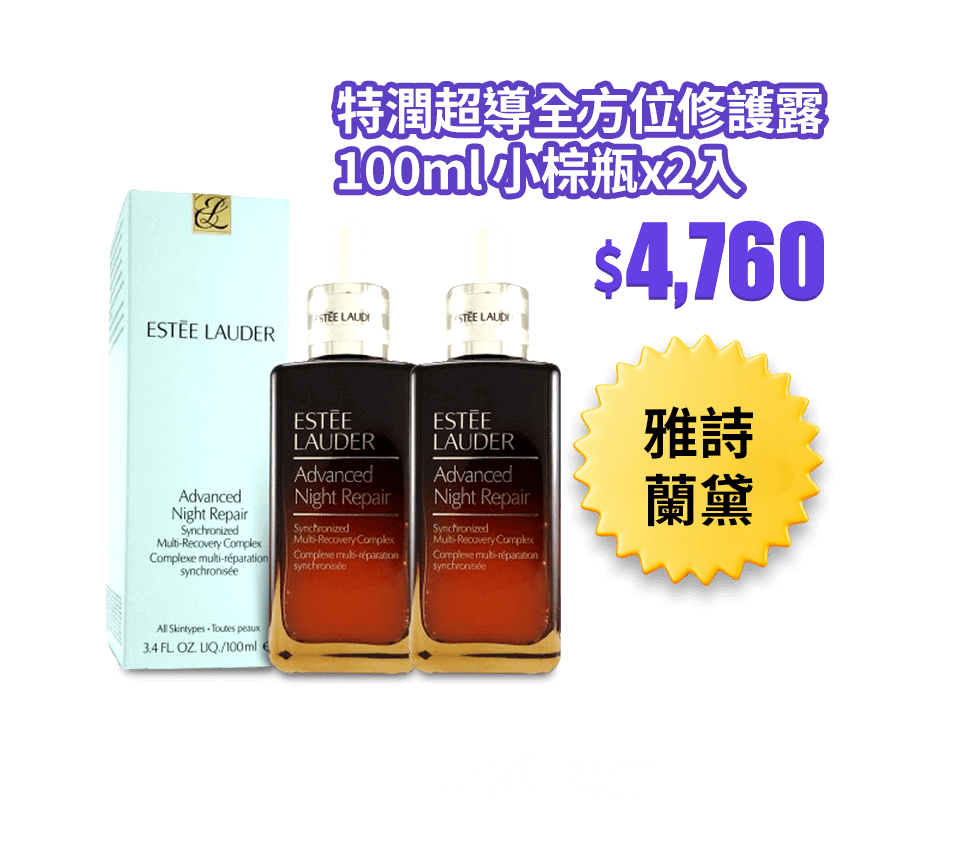 特潤超導全方位修護露
100ml 小棕瓶x2入
$4,760
雅詩
蘭黛
ESTĒE LAUDER
Advanced
Night Repair
Synchronized
Multi-Recovery Complex
Complexe multi-réparation
synchronisée
All Skintypes • Toutes peaux
3.4 FL. OZ. LIQ./100 ml
ESTĒE
LAUDER
Advanced
Night Repair
Synchronized
Multi-Recovery Complex
Complexe multi-réparation
synchronisée
ESTĒE
LAUDER
Advanced
Night Repair
Synchronized
Multi-Recovery Complex
Complexe multi-réparation
synchronisée